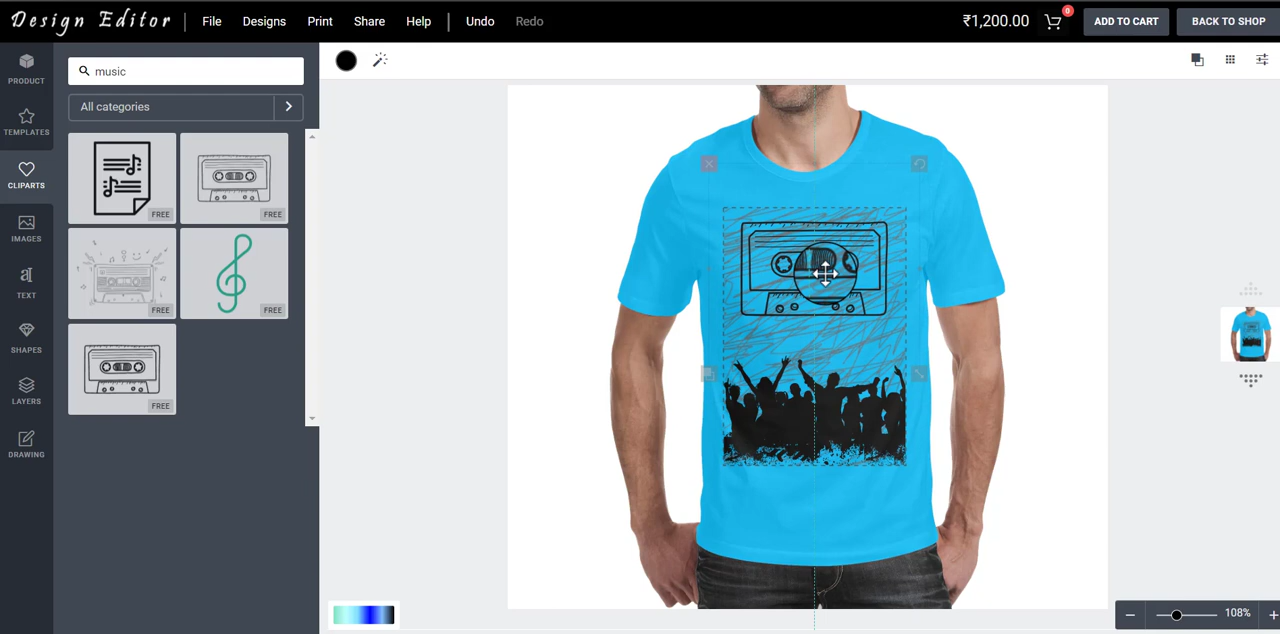 Design Editor
File
Designs
Print
Share
Help
Undo
Redo
₹1,200.00
0
ADD TO CART
BACK TO SHOP
PRODUCT
TEMPLATES
CLIPARTS
IMAGES
TEXT
SHAPES
LAYERS
DRAWING
music
All categories
FREE
FREE
FREE
FREE
FREE
108%